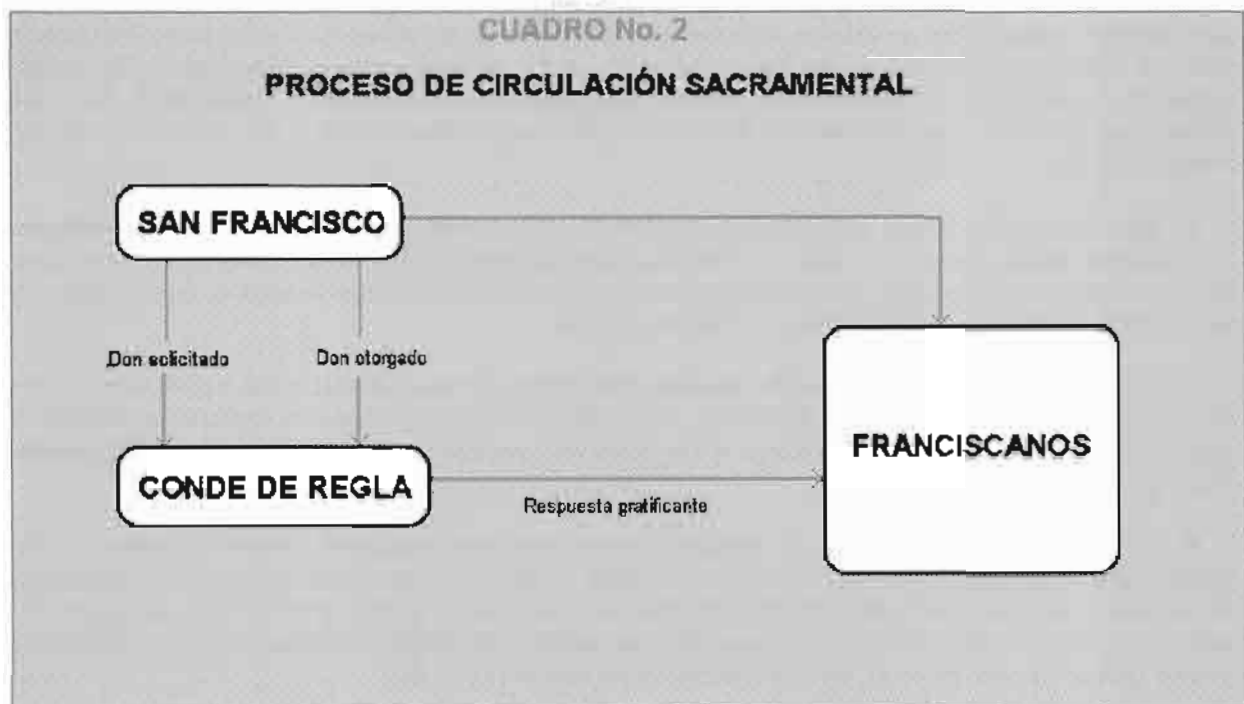 CUADRO No. 2
PROCESO DE CIRCULACIÓN SACRAMENTAL
SAN FRANCISCO
Don solicitado
Don otorgado
FRANCISCANOS
CONDE DE REGLA
Respuesta gratificante